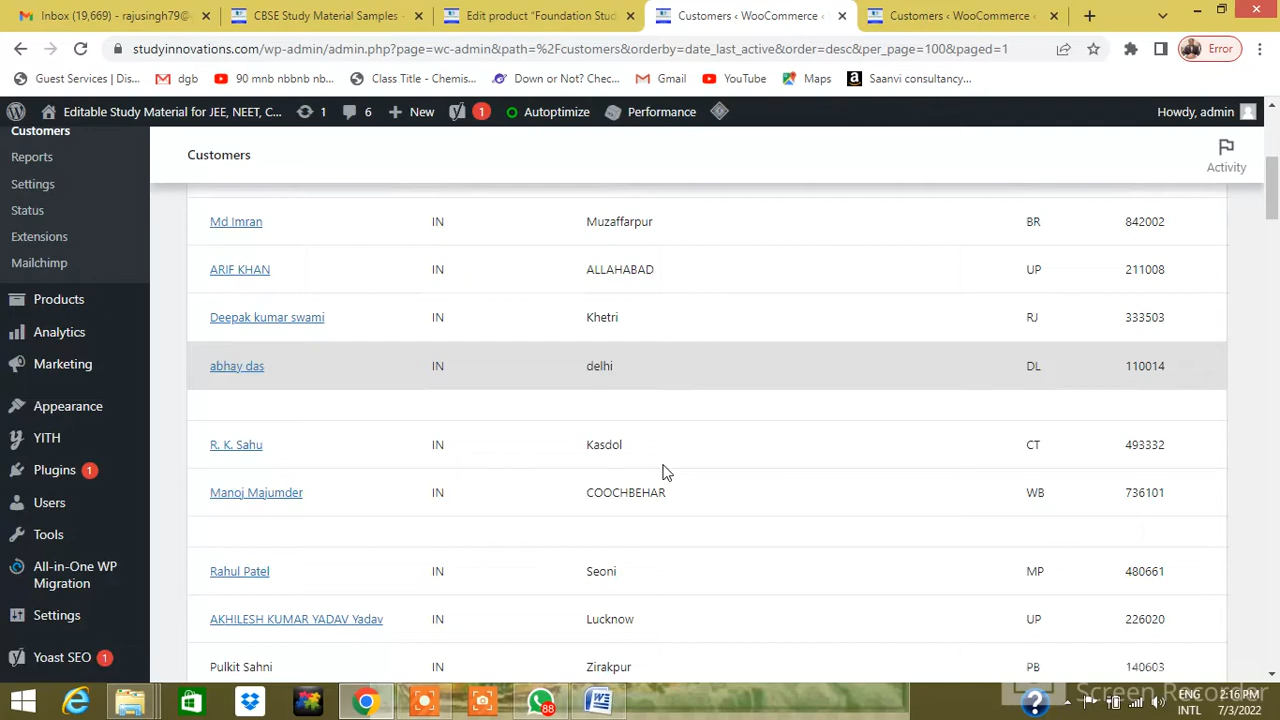 Inbox (19,669) - rajusingh79@
CBSE Study Material Samples
Edit product "Foundation Stud
Customers ‹ WooCommerce ‹
Customers ‹ WooCommerce ‹
studyinnovations.com/wp-admin/admin.php?page=wc-admin&path=%2Fcustomers&orderby=date_last_active&order=desc&per_page=100&paged=1
Error
Guest Services | Dis...
dgb
90 mnb nbbnb nb...
Class Title - Chemis...
Down or Not? Chec...
Gmail
YouTube
Maps
Saanvi consultancy...
Editable Study Material for JEE, NEET, C...
1
6
New
1
Autoptimize
Performance
Howdy, admin
Customers
Reports
Settings
Status
Extensions
Mailchimp
Products
Analytics
Marketing
Appearance
YITH
Plugins 1
Users
Tools
All-in-One WP
Migration
Settings
Yoast SEO 1
Customers
Activity
Md Imran IN Muzaffarpur BR 842002
ARIF KHAN IN ALLAHABAD UP 211008
Deepak kumar swami IN Khetri RJ 333503
abhay das IN delhi DL 110014
R. K. Sahu IN Kasdol CT 493332
Manoj Majumder IN COOCHBEHAR WB 736101
Rahul Patel IN Seoni MP 480661
AKHILESH KUMAR YADAV Yadav IN Lucknow UP 226020
Pulkit Sahni IN Zirakpur PB 140603
88
Screen Recorder
ENG
INTL
2:16 PM
7/3/2022